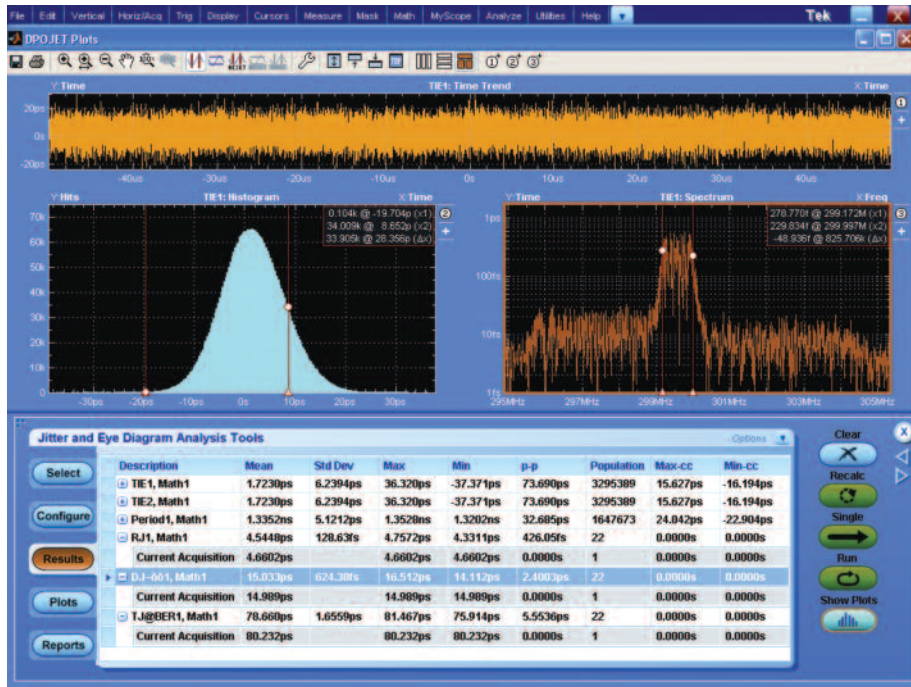 File Edit Vertical Horiz/Acq Trig Display Cursors Measure Mask Math MyScope Analyze Utilities Help Tek
DPOJET Plots
Y:Time TIE1: Time Trend X:Time
20ps
0s
-20ps
-40us -30us -20us -10us 0s 10us 20us 30us 40us
1
Y:Hits TIE1: Histogram X:Time
0.104k @ -19.704p (x1)
34.009k @ 8.652p (x2)
33.905k @ 28.356p (Δx)
70k
60k
50k
40k
30k
20k
10k
0
-30ps -20ps -10ps 0s 10ps 20ps 30ps
2
Y:Time TIE1: Spectrum X:Freq
278.770f @ 299.172M (x1)
229.834f @ 299.997M (x2)
-48.936f @ 825.706k (Δx)
1ps
100fs
10fs
1fs
295MHz 297MHz 299MHz 301MHz 303MHz 305MHz
3
Jitter and Eye Diagram Analysis Tools Options
Select
Configure
Results
Plots
Reports
Description Mean Std Dev Max Min p-p Population Max-cc Min-cc
TIE1, Math1 1.7230ps 6.2394ps 36.320ps -37.371ps 73.690ps 3295389 15.627ps -16.194ps
TIE2, Math1 1.7230ps 6.2394ps 36.320ps -37.371ps 73.690ps 3295389 15.627ps -16.194ps
Period1, Math1 1.3352ns 5.1212ps 1.3528ns 1.3202ns 32.685ps 1647673 24.042ps -22.904ps
RJ1, Math1 4.5448ps 128.63fs 4.7572ps 4.3311ps 426.05fs 22 0.0000s 0.0000s
Current Acquisition 4.6602ps 4.6602ps 4.6602ps 0.0000s 1 0.0000s 0.0000s
DJ-δδ1, Math1 15.033ps 624.38fs 16.512ps 14.112ps 2.4003ps 22 0.0000s 0.0000s
Current Acquisition 14.989ps 14.989ps 14.989ps 0.0000s 1 0.0000s 0.0000s
TJ@BER1, Math1 78.660ps 1.6559ps 81.467ps 75.914ps 5.5536ps 22 0.0000s 0.0000s
Current Acquisition 80.232ps 80.232ps 80.232ps 0.0000s 1 0.0000s 0.0000s
Clear
Recalc
Single
Run
Show Plots